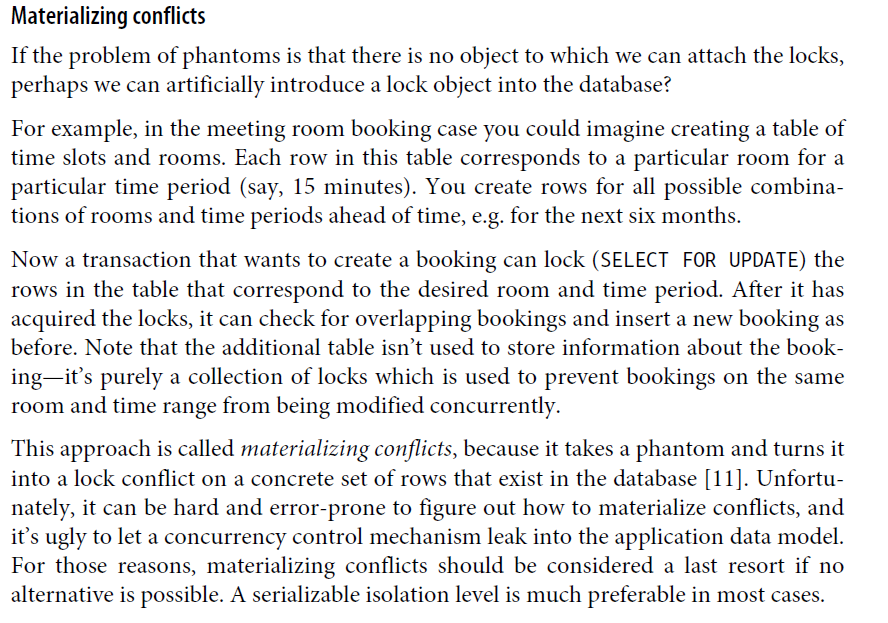 Materializing conflicts
If the problem of phantoms is that there is no object to which we can attach the locks,
perhaps we can artificially introduce a lock object into the database?
For example, in the meeting room booking case you could imagine creating a table of
time slots and rooms. Each row in this table corresponds to a particular room for a
particular time period (say, 15 minutes). You create rows for all possible combina-
tions of rooms and time periods ahead of time, e.g. for the next six months.
Now a transaction that wants to create a booking can lock (SELECT FOR UPDATE) the
rows in the table that correspond to the desired room and time period. After it has
acquired the locks, it can check for overlapping bookings and insert a new booking as
before. Note that the additional table isn’t used to store information about the book-
ing—it’s purely a collection of locks which is used to prevent bookings on the same
room and time range from being modified concurrently.
This approach is called materializing conflicts, because it takes a phantom and turns it
into a lock conflict on a concrete set of rows that exist in the database [11]. Unfortu-
nately, it can be hard and error-prone to figure out how to materialize conflicts, and
it’s ugly to let a concurrency control mechanism leak into the application data model.
For those reasons, materializing conflicts should be considered a last resort if no
alternative is possible. A serializable isolation level is much preferable in most cases.